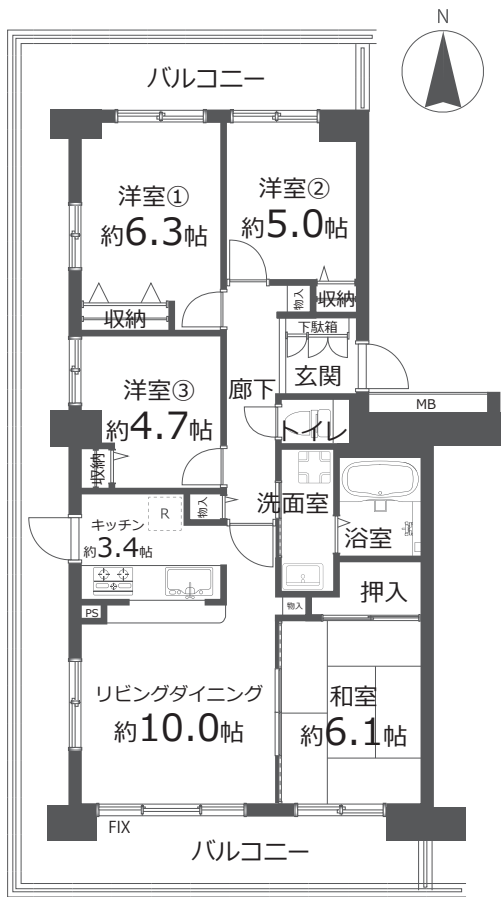 N
バルコニー
洋室①
約6.3帖
洋室②
約5.0帖
収納
物入
収納
下駄箱
玄関
洋室③
約4.7帖
廊下
MB
トイレ
収納
物入
洗面室
浴室
キッチン
約3.4帖
R
PS
物入
押入
リビングダイニング
約10.0帖
和室
約6.1帖
FIX
バルコニー